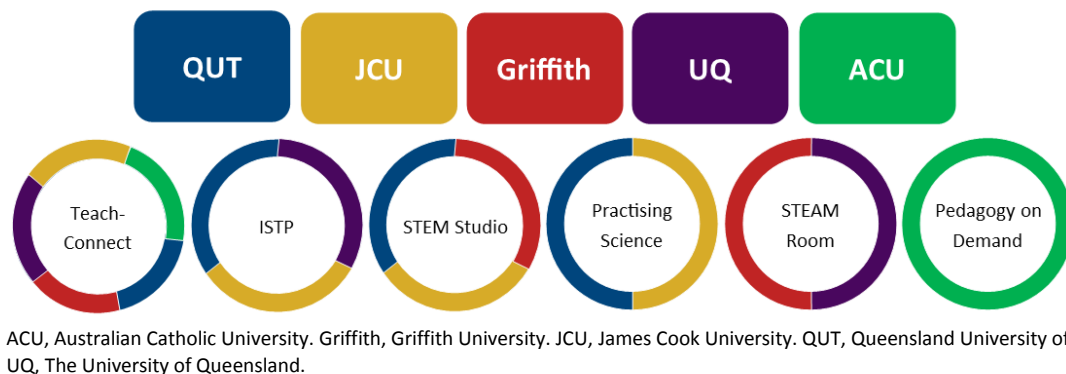 QUT JCU Griffith UQ ACU
Teach-
Connect
ISTP
STEM Studio
Practising
Science
STEAM
Room
Pedagogy on
Demand
ACU, Australian Catholic University. Griffith, Griffith University. JCU, James Cook University. QUT, Queensland University of
UQ, The University of Queensland.